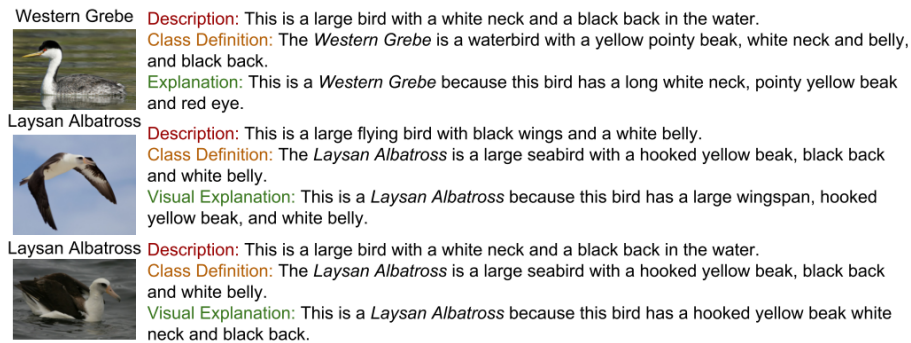 Western Grebe
Description: This is a large bird with a white neck and a black back in the water.
Class Definition: The Western Grebe is a waterbird with a yellow pointy beak, white neck and belly,
and black back.
Explanation: This is a Western Grebe because this bird has a long white neck, pointy yellow beak
and red eye.
Laysan Albatross
Description: This is a large flying bird with black wings and a white belly.
Class Definition: The Laysan Albatross is a large seabird with a hooked yellow beak, black back
and white belly.
Visual Explanation: This is a Laysan Albatross because this bird has a large wingspan, hooked
yellow beak, and white belly.
Laysan Albatross
Description: This is a large bird with a white neck and a black back in the water.
Class Definition: The Laysan Albatross is a large seabird with a hooked yellow beak, black back
and white belly.
Visual Explanation: This is a Laysan Albatross because this bird has a hooked yellow beak white
neck and black back.